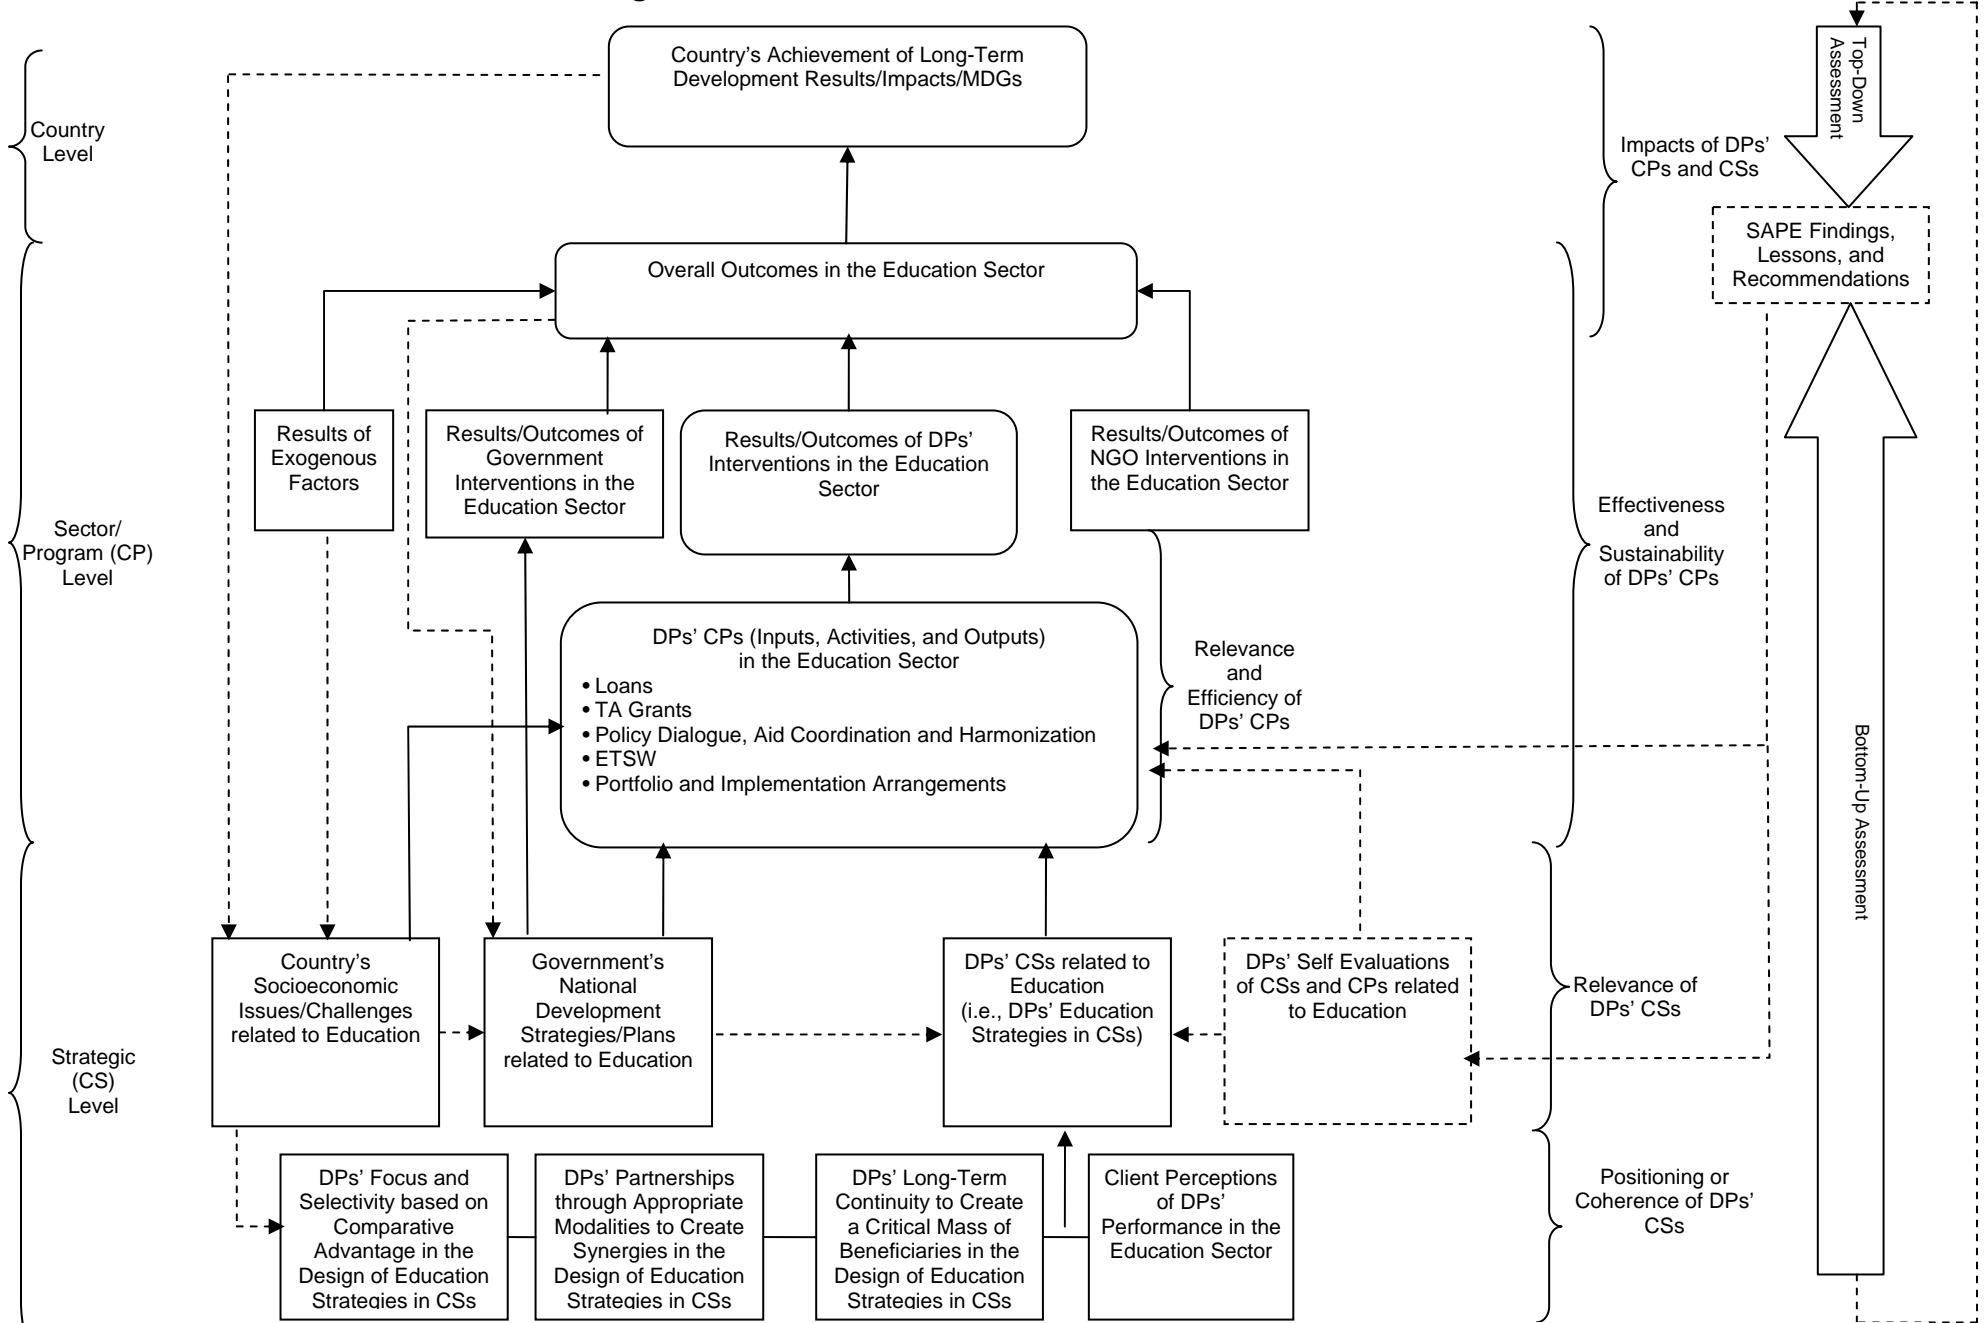 Country's Achievement of Long-Term
Development Results/Impacts/MDGs
Top-Down
Assessment
Country
Level
Impacts of DPs'
CPs and CSs
SAPE Findings,
Lessons, and
Recommendations
Overall Outcomes in the Education Sector
Results of
Exogenous
Factors
Results/Outcomes of
Government
Interventions in the
Education Sector
Results/Outcomes of DPs'
Interventions in the Education
Sector
Results/Outcomes of
NGO Interventions in
the Education Sector
Sector/
Program (CP)
Level
Effectiveness
and
Sustainability
of DPs' CPs
DPs' CPs (Inputs, Activities, and Outputs)
in the Education Sector
• Loans
• TA Grants
• Policy Dialogue, Aid Coordination and Harmonization
• ETSW
• Portfolio and Implementation Arrangements
Relevance
and
Efficiency of
DPs' CPs
Bottom-Up Assessment
Country's
Socioeconomic
Issues/Challenges
related to Education
Government's
National
Development
Strategies/Plans
related to Education
DPs' CSs related to
Education
(i.e., DPs' Education
Strategies in CSs)
DPs' Self Evaluations
of CSs and CPs related
to Education
Relevance of
DPs' CSs
Strategic
(CS)
Level
DPs' Focus and
Selectivity based on
Comparative
Advantage in the
Design of Education
Strategies in CSs
DPs' Partnerships
through Appropriate
Modalities to Create
Synergies in the
Design of Education
Strategies in CSs
DPs' Long-Term
Continuity to Create
a Critical Mass of
Beneficiaries in the
Design of Education
Strategies in CSs
Client Perceptions
of DPs'
Performance in the
Education Sector
Positioning or
Coherence of DPs'
CSs